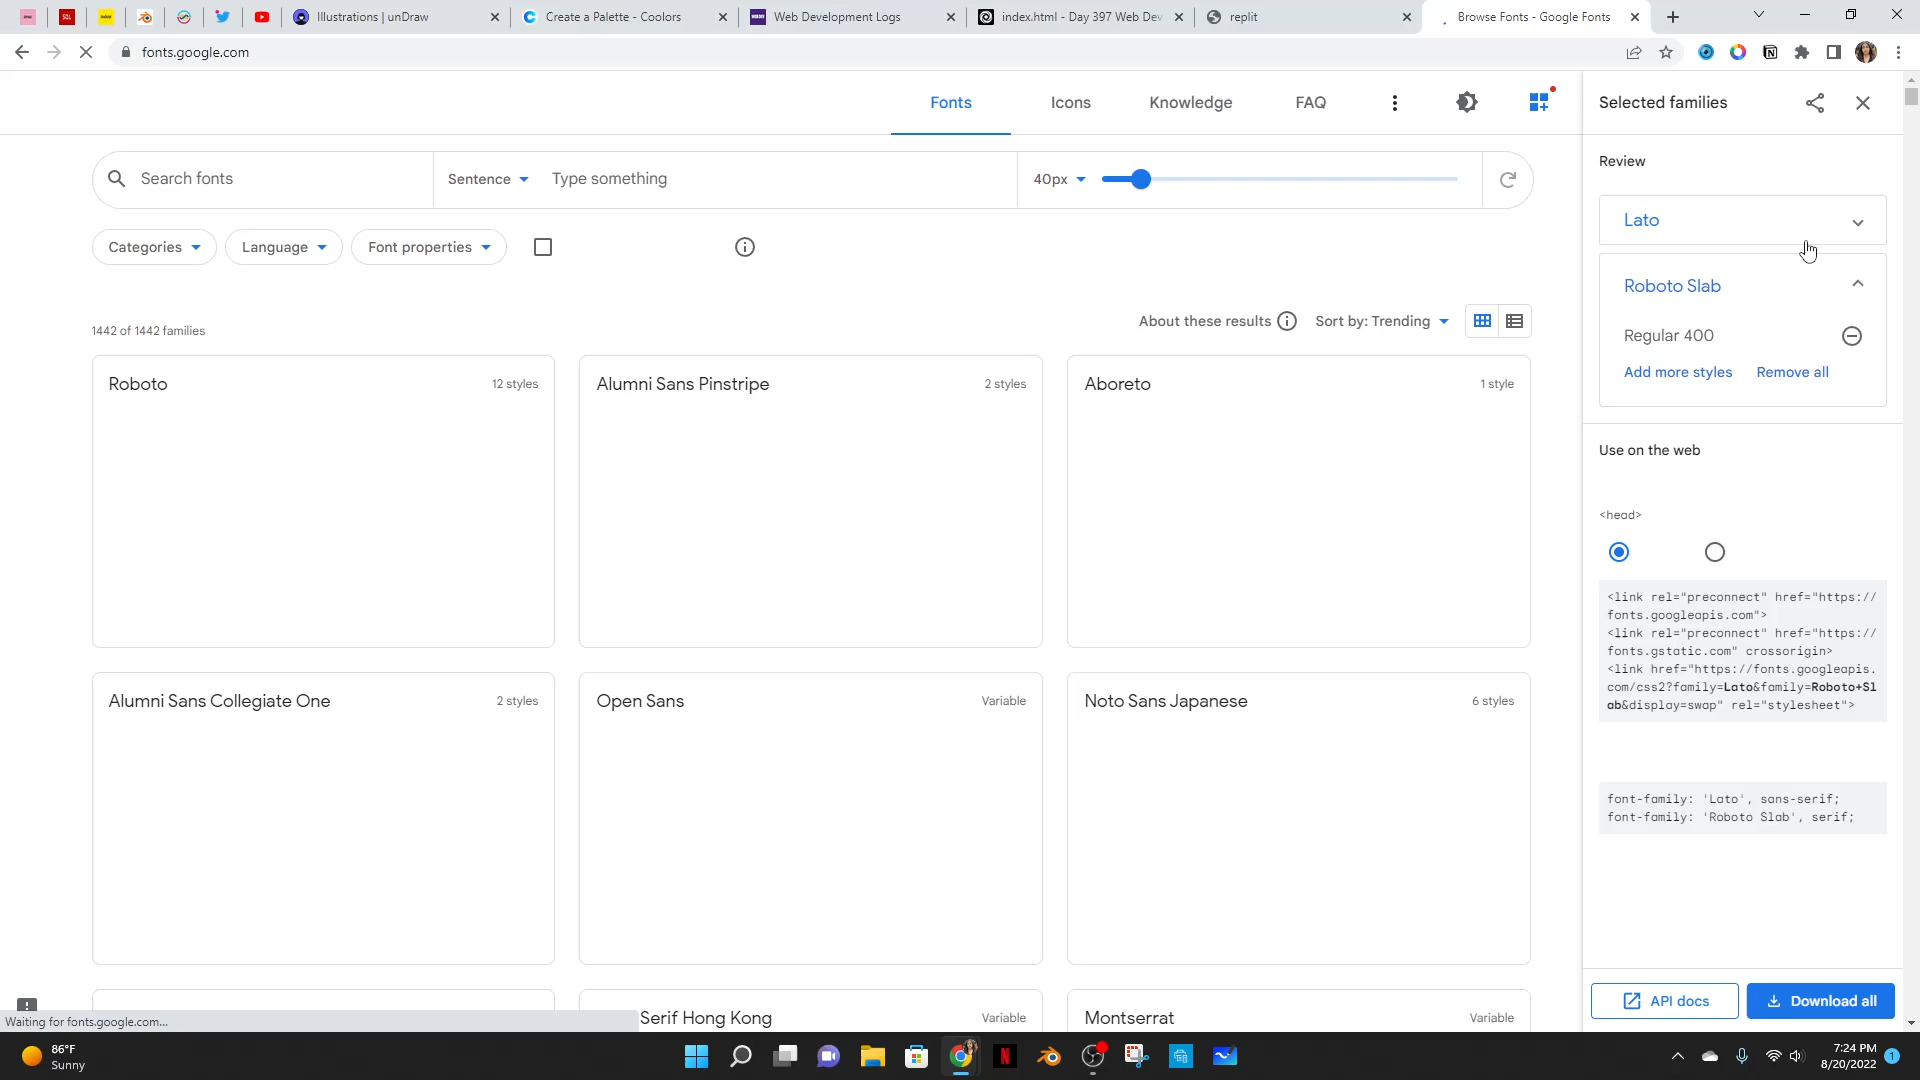 Illustrations | unDraw
Create a Palette - Coolors
Web Development Logs
index.html - Day 397 Web Dev
replit
Browse Fonts - Google Fonts
fonts.google.com
Fonts
Icons
Knowledge
FAQ
Selected families
Search fonts
Sentence
Type something
40px
Review
Lato
Categories
Language
Font properties
Roboto Slab
Regular 400
Add more styles
Remove all
1442 of 1442 families
About these results
Sort by: Trending
Roboto
12 styles
Alumni Sans Pinstripe
2 styles
Aboreto
1 style
Use on the web
<head>
<link rel="preconnect" href="https://
fonts.googleapis.com">
<link rel="preconnect" href="https://
fonts.gstatic.com" crossorigin>
<link href="https://fonts.googleapis.
com/css2?family=Lato&family=Roboto+Sl
ab&display=swap" rel="stylesheet">
Alumni Sans Collegiate One
2 styles
Open Sans
Variable
Noto Sans Japanese
6 styles
font-family: 'Lato', sans-serif;
font-family: 'Roboto Slab', serif;
API docs
Download all
Serif Hong Kong
Variable
Montserrat
Variable
Waiting for fonts.google.com...
86°F
Sunny
7:24 PM
8/20/2022
1